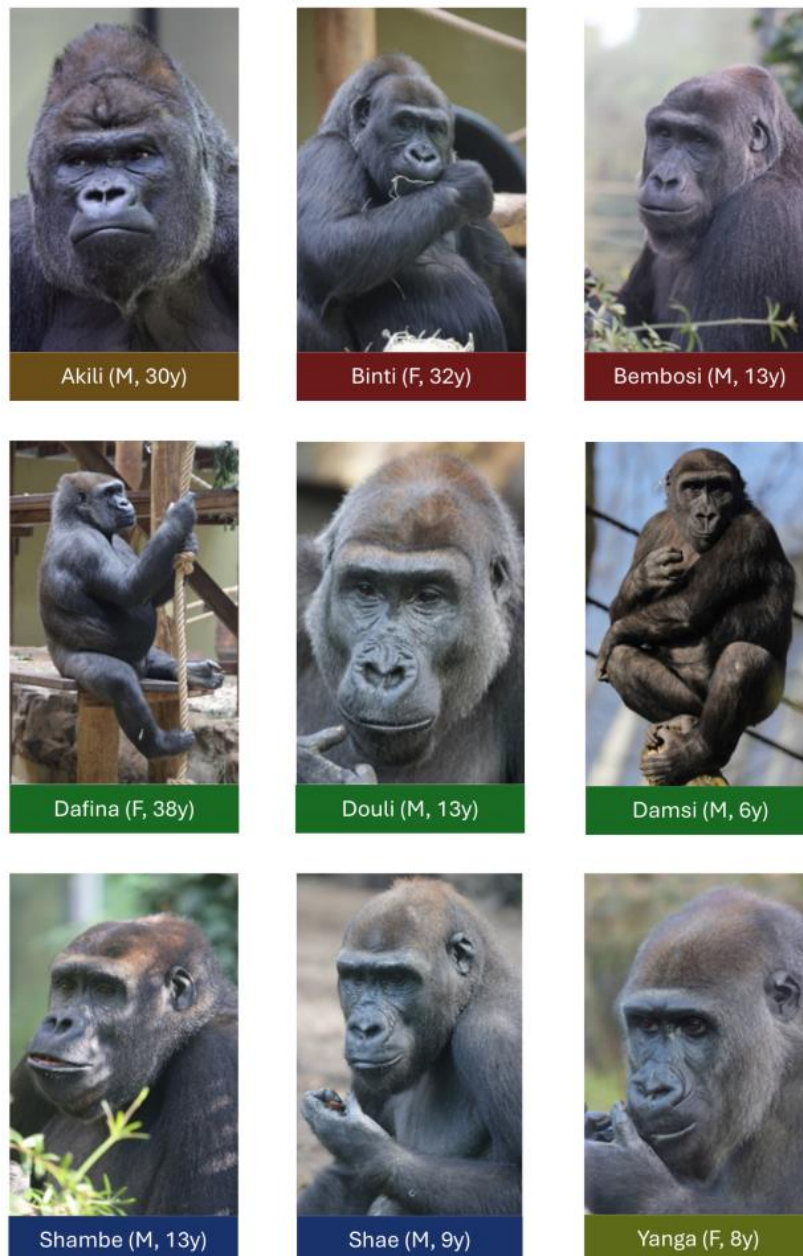 Akili (M, 30y)
Binti (F, 32y)
Bembosi (M, 13y)
Dafina (F, 38y)
Douli (M, 13y)
Damsi (M, 6y)
Shambe (M, 13y)
Shae (M, 9y)
Yanga (F, 8y)